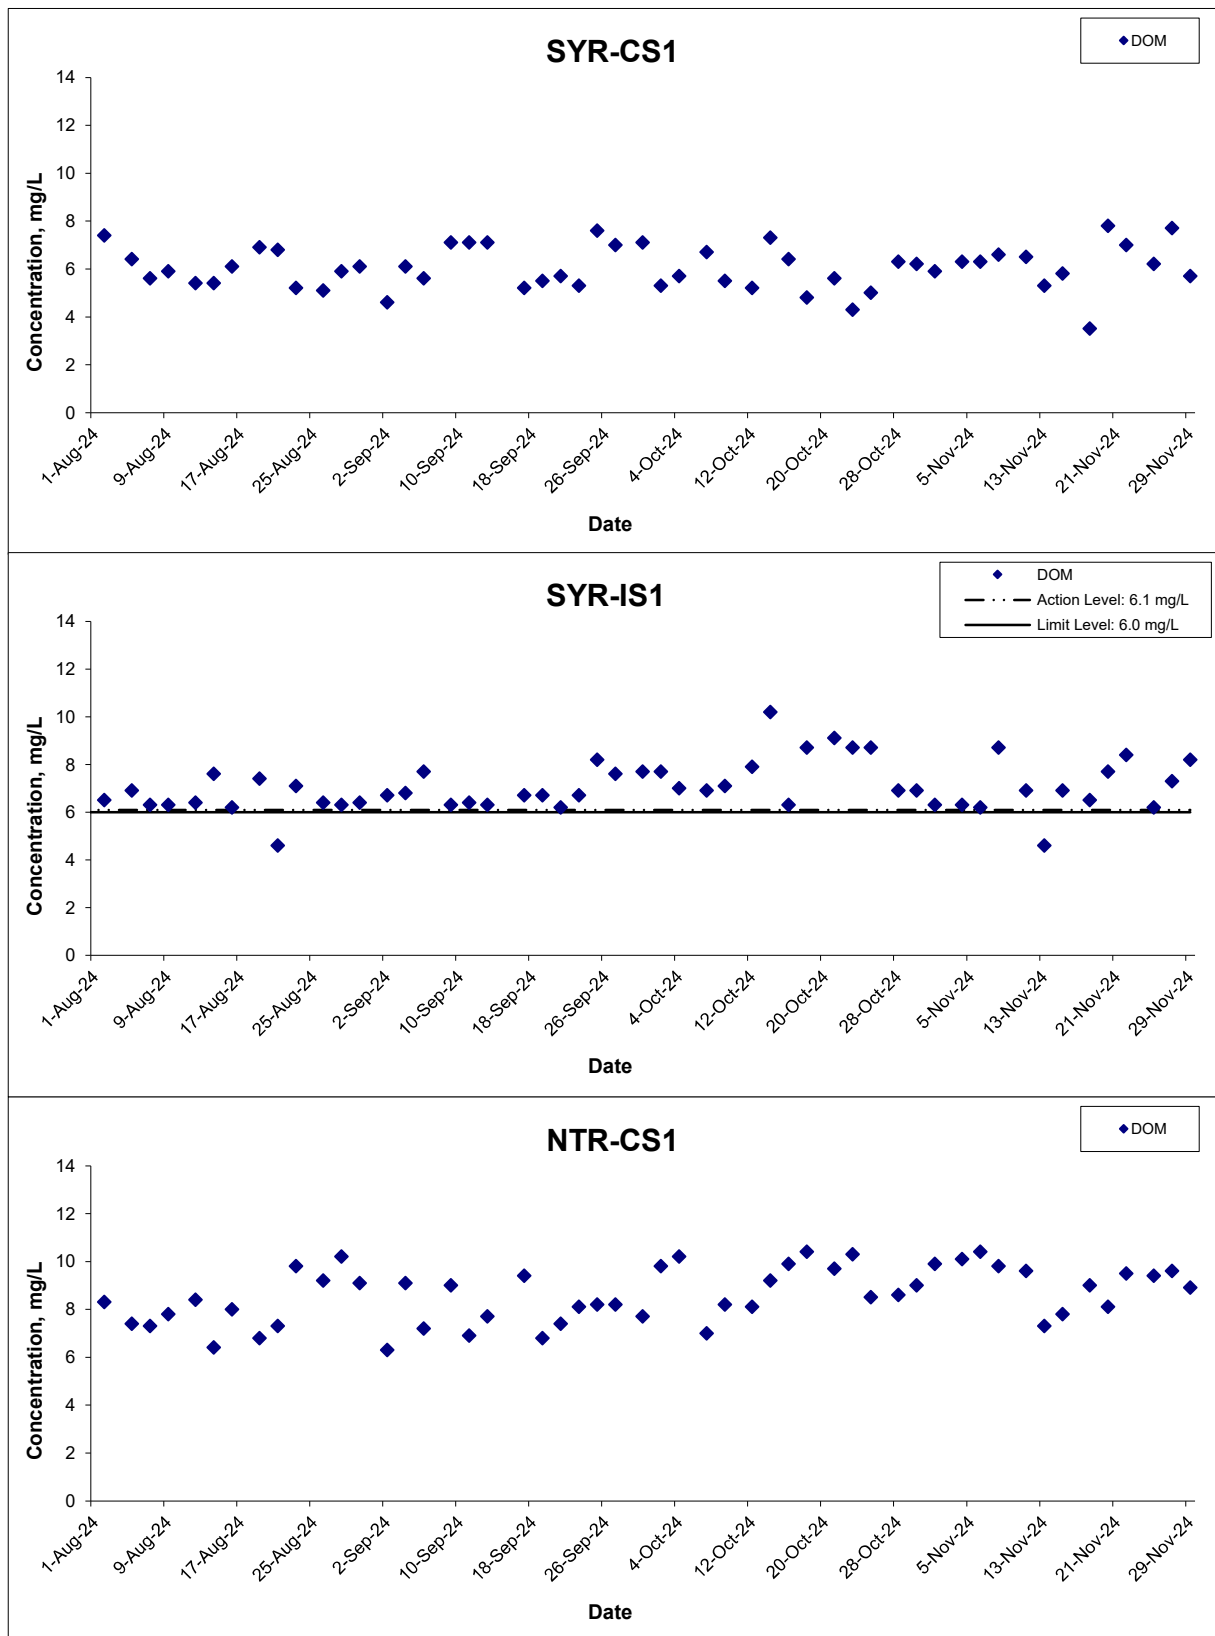 SYR-CS1
DOM
Concentration, mg/L
14
12
10
8
6
4
2
0
1-Aug-24
9-Aug-24
17-Aug-24
25-Aug-24
2-Sep-24
10-Sep-24
18-Sep-24
26-Sep-24
4-Oct-24
12-Oct-24
20-Oct-24
28-Oct-24
5-Nov-24
13-Nov-24
21-Nov-24
29-Nov-24
Date
SYR-IS1
DOM
Action Level: 6.1 mg/L
Limit Level: 6.0 mg/L
Concentration, mg/L
14
12
10
8
6
4
2
0
1-Aug-24
9-Aug-24
17-Aug-24
25-Aug-24
2-Sep-24
10-Sep-24
18-Sep-24
26-Sep-24
4-Oct-24
12-Oct-24
20-Oct-24
28-Oct-24
5-Nov-24
13-Nov-24
21-Nov-24
29-Nov-24
Date
NTR-CS1
DOM
Concentration, mg/L
14
12
10
8
6
4
2
0
1-Aug-24
9-Aug-24
17-Aug-24
25-Aug-24
2-Sep-24
10-Sep-24
18-Sep-24
26-Sep-24
4-Oct-24
12-Oct-24
20-Oct-24
28-Oct-24
5-Nov-24
13-Nov-24
21-Nov-24
29-Nov-24
Date